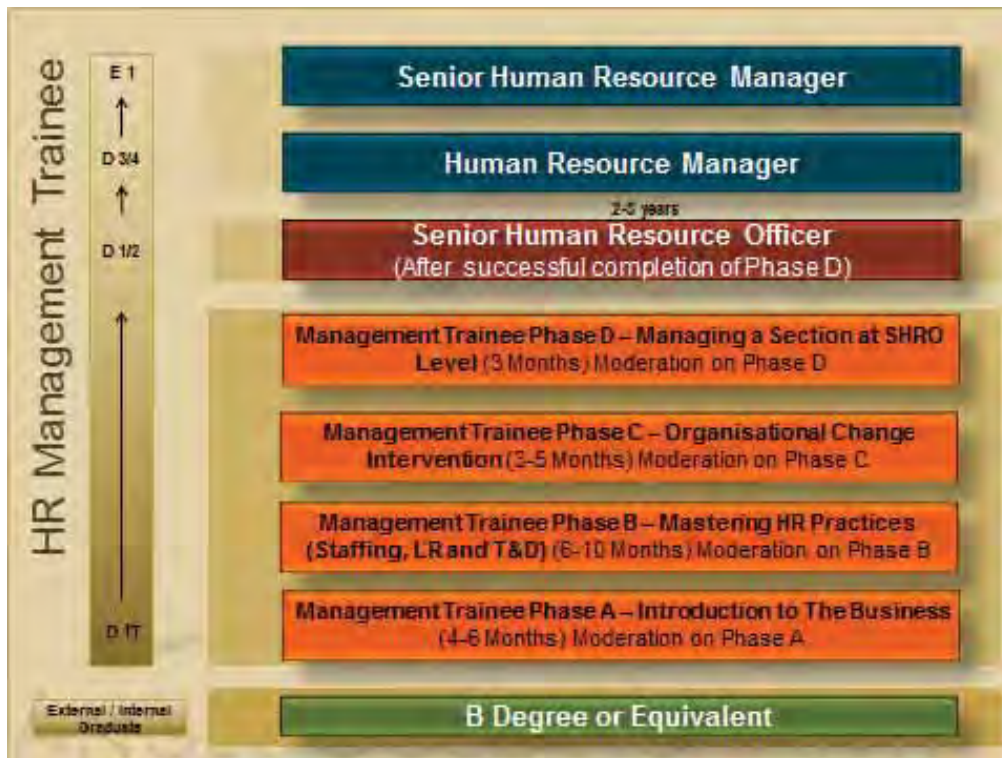 HR Management Trainee
E 1
D 3/4
D 1/2
D 1T
External / Internal
Graduate
Senior Human Resource Manager
Human Resource Manager
2-5 years
Senior Human Resource Officer
(After successful completion of Phase D)
Management Trainee Phase D – Managing a Section at SHRO
Level (3 Months) Moderation on Phase D
Management Trainee Phase C – Organisational Change
Intervention (3-5 Months) Moderation on Phase C
Management Trainee Phase B – Mastering HR Practices
(Staffing, LR and T&D) (6-10 Months) Moderation on Phase B
Management Trainee Phase A – Introduction to The Business
(4-6 Months) Moderation on Phase A
B Degree or Equivalent